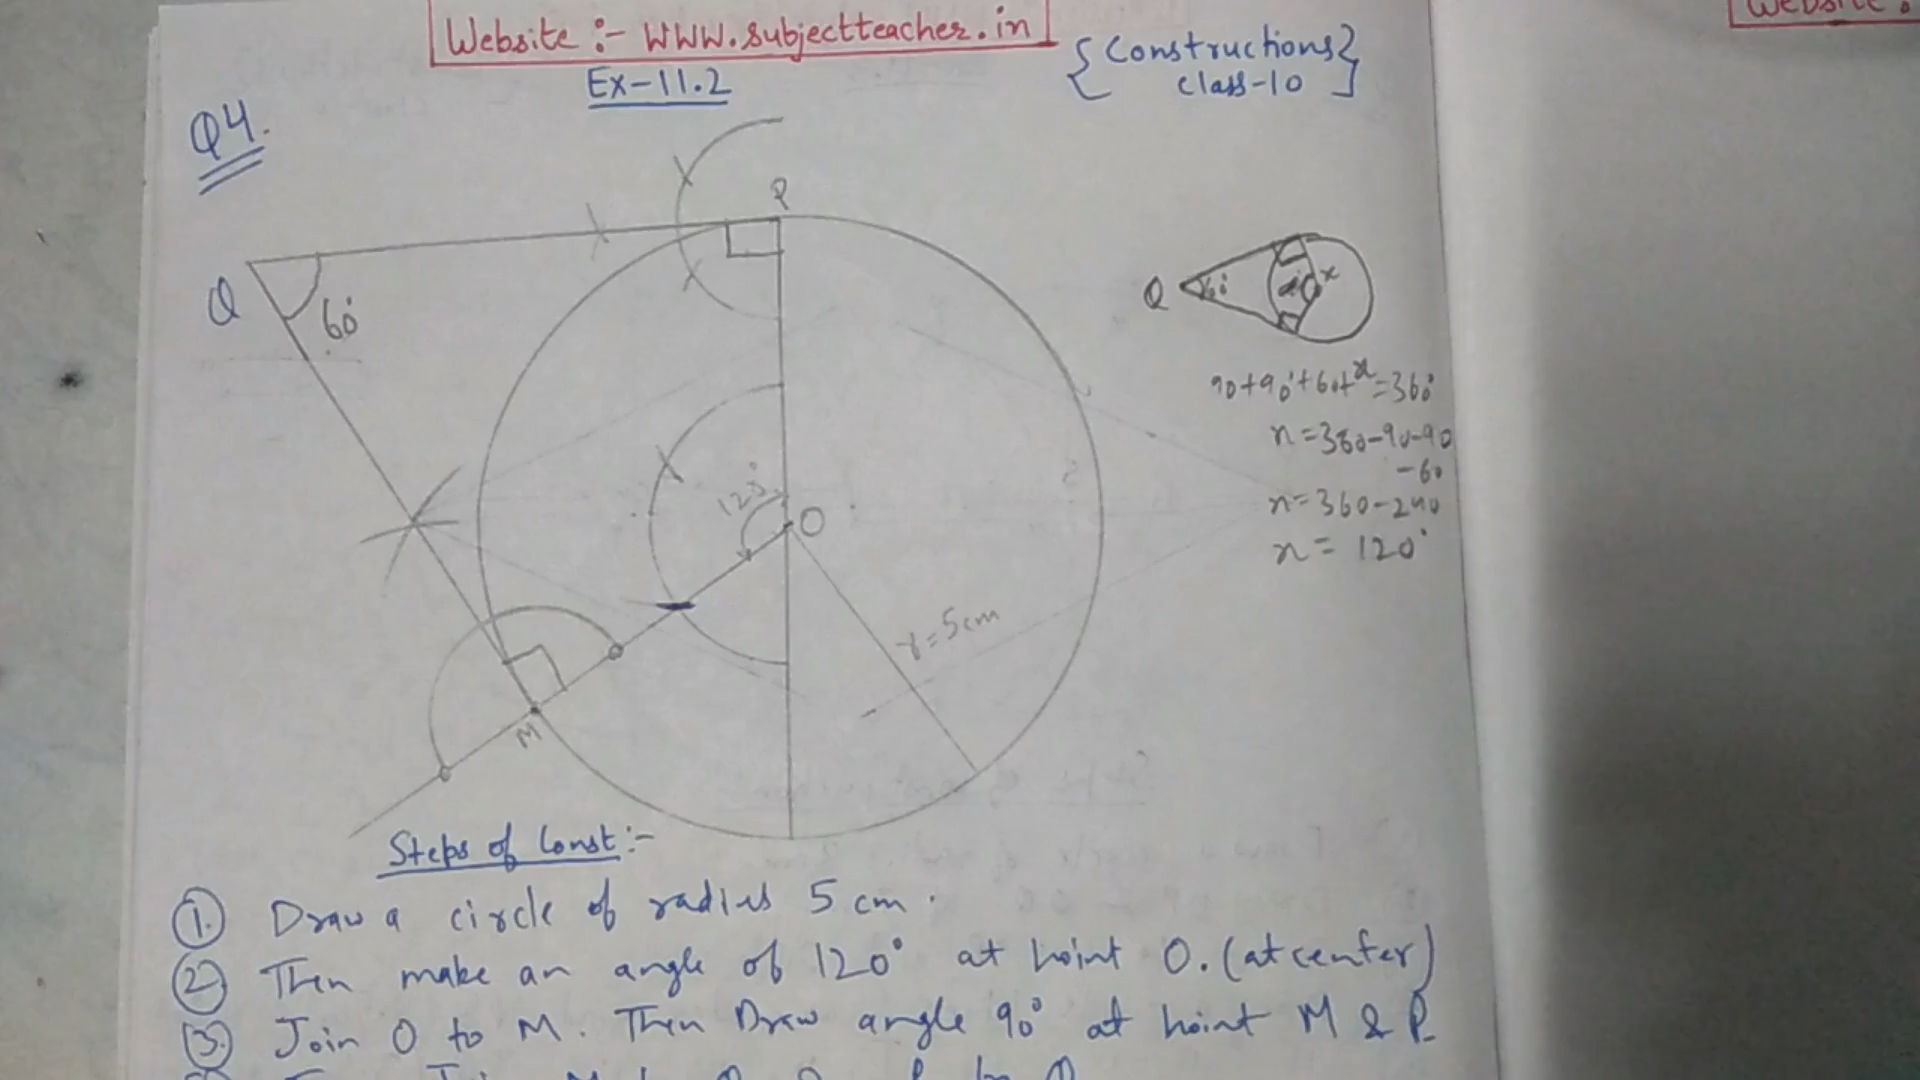 Website :- WWW.subjectteacher.in
Website :
Ex-11.2
{Constructions}
class-10
Q4.
P
Q
60°
Q 60° x
90+90°+60+x=360°
x=360-90-90
-60
x=360-240
x= 120°
120°
O
r=5cm
M
Steps of Const:-
1. Draw a circle of radius 5 cm.
2. Then make an angle of 120° at point O. (at center)
3. Join O to M. Then Draw angle 90° at point M & P